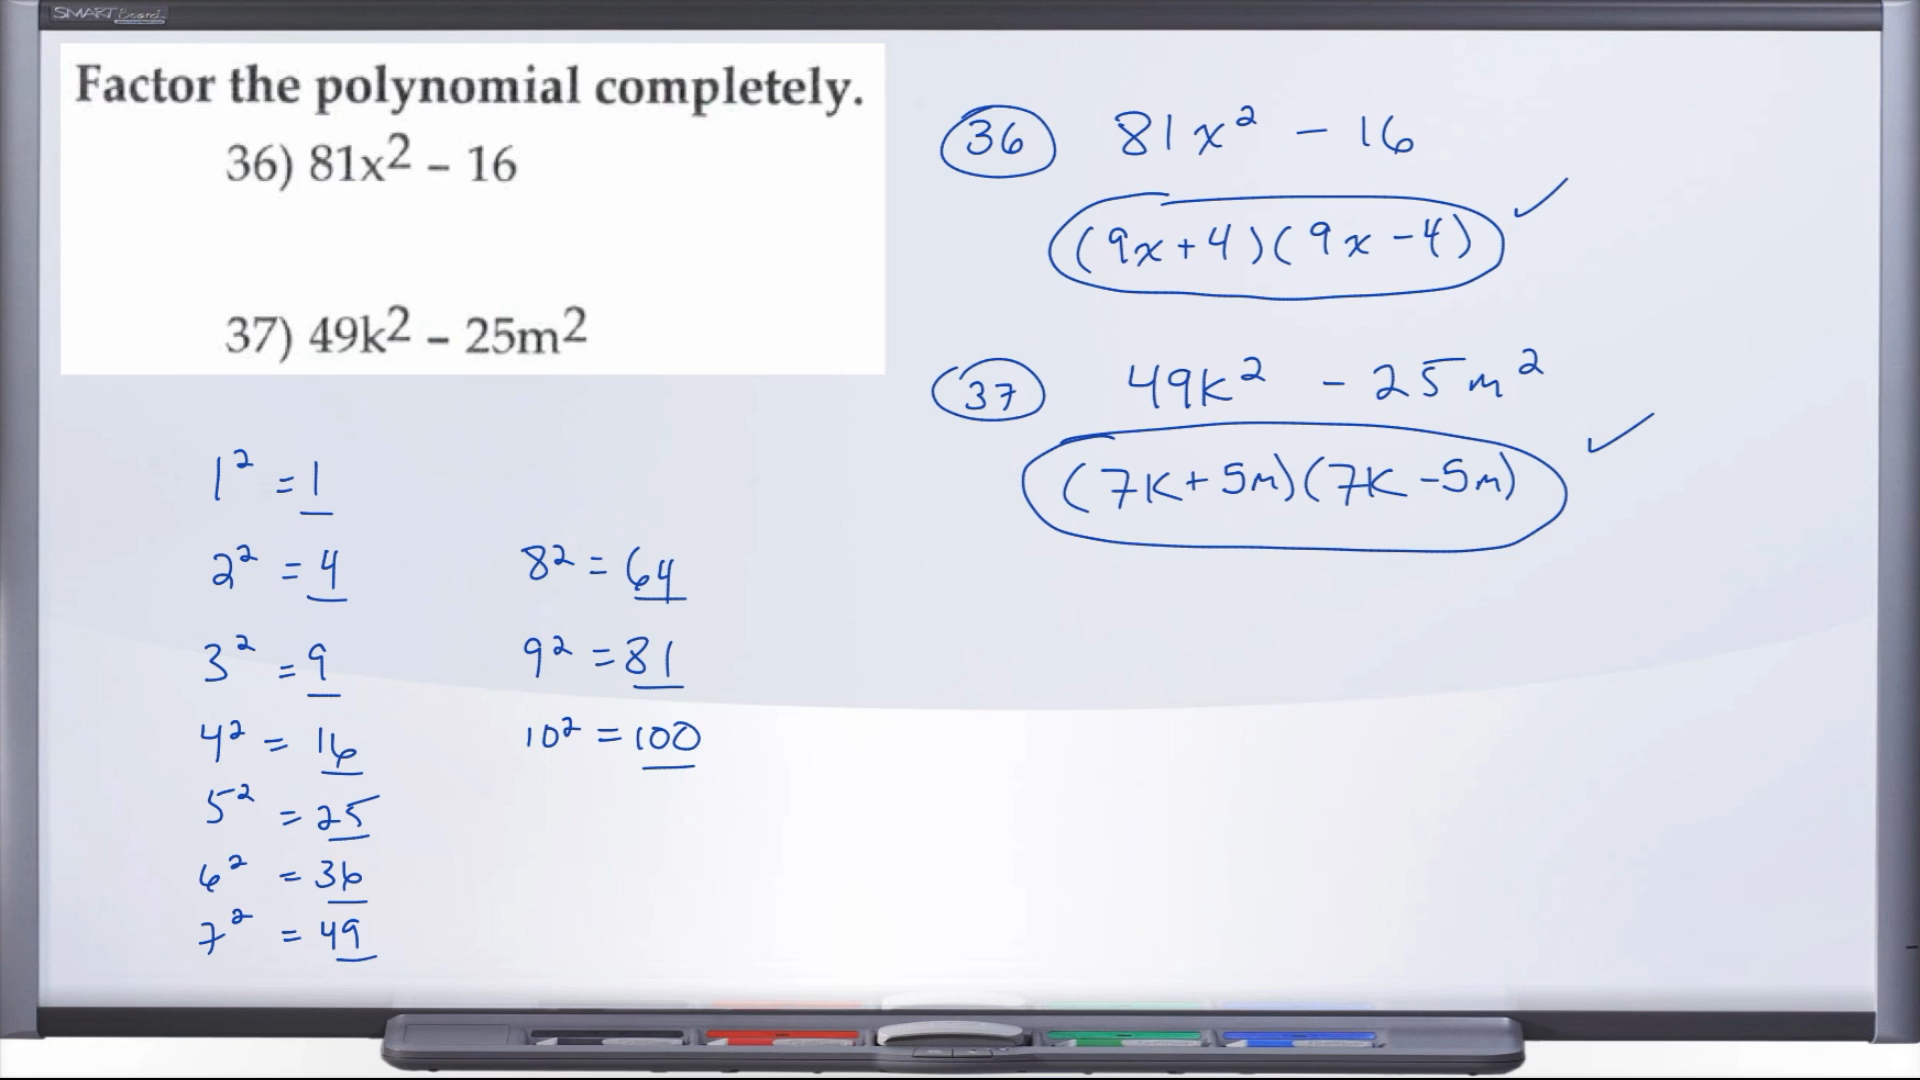 SMART Board
Factor the polynomial completely.
36) 81x² – 16
37) 49k² – 25m²
1² = 1
2² = 4
3² = 9
4² = 16
5² = 25
6² = 36
7² = 49
8² = 64
9² = 81
10² = 100
36 81x² - 16
(9x+4)(9x-4) ✓
37 49k² - 25m²
(7k+5m)(7k-5m) ✓